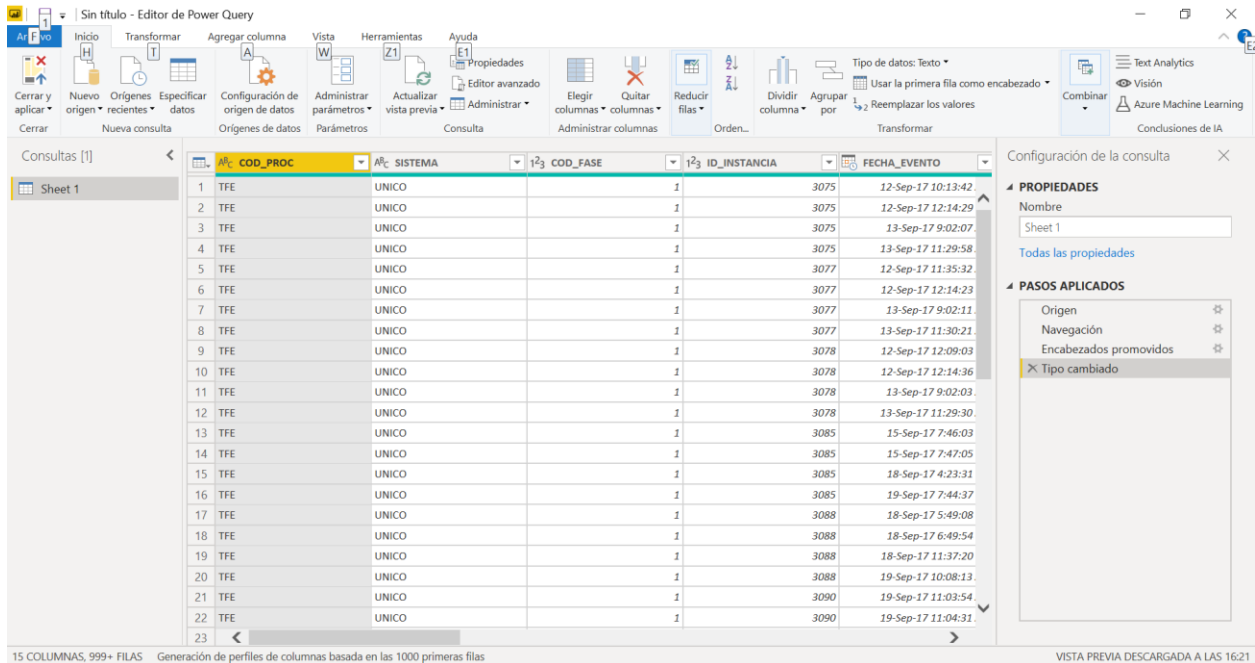 Sin título - Editor de Power Query
Archivo Inicio Transformar Agregar columna Vista Herramientas Ayuda
1 F H T A W Z1 E1
Cerrar y aplicar
Nuevo origen
Orígenes recientes
Especificar datos
Configuración de origen de datos
Administrar parámetros
Actualizar vista previa
Propiedades
Editor avanzado
Administrar
Elegir columnas
Quitar columnas
Reducir filas
Dividir columna
Agrupar por
Tipo de datos: Texto
Usar la primera fila como encabezado
Reemplazar los valores
Combinar
Text Analytics
Visión
Azure Machine Learning
Cerrar Nueva consulta Orígenes de datos Parámetros Consulta Administrar columnas Orden... Transformar Conclusiones de IA
Consultas [1]
Sheet 1
COD_PROC SISTEMA COD_FASE ID_INSTANCIA FECHA_EVENTO
1 TFE UNICO 1 3075 12-Sep-17 10:13:42
2 TFE UNICO 1 3075 12-Sep-17 12:14:29
3 TFE UNICO 1 3075 13-Sep-17 9:02:07
4 TFE UNICO 1 3075 13-Sep-17 11:29:58
5 TFE UNICO 1 3077 12-Sep-17 11:35:32
6 TFE UNICO 1 3077 12-Sep-17 12:14:23
7 TFE UNICO 1 3077 13-Sep-17 9:02:11
8 TFE UNICO 1 3077 13-Sep-17 11:30:21
9 TFE UNICO 1 3078 12-Sep-17 12:09:03
10 TFE UNICO 1 3078 12-Sep-17 12:14:36
11 TFE UNICO 1 3078 13-Sep-17 9:02:03
12 TFE UNICO 1 3078 13-Sep-17 11:29:30
13 TFE UNICO 1 3085 15-Sep-17 7:46:03
14 TFE UNICO 1 3085 15-Sep-17 7:47:05
15 TFE UNICO 1 3085 18-Sep-17 4:23:31
16 TFE UNICO 1 3085 19-Sep-17 7:44:37
17 TFE UNICO 1 3088 18-Sep-17 5:49:08
18 TFE UNICO 1 3088 18-Sep-17 6:49:54
19 TFE UNICO 1 3088 18-Sep-17 11:37:20
20 TFE UNICO 1 3088 19-Sep-17 10:08:13
21 TFE UNICO 1 3090 19-Sep-17 11:03:54
22 TFE UNICO 1 3090 19-Sep-17 11:04:31
23
Configuración de la consulta
PROPIEDADES
Nombre
Sheet 1
Todas las propiedades
PASOS APLICADOS
Origen
Navegación
Encabezados promovidos
Tipo cambiado
15 COLUMNAS, 999+ FILAS Generación de perfiles de columnas basada en las 1000 primeras filas
VISTA PREVIA DESCARGADA A LAS 16:21